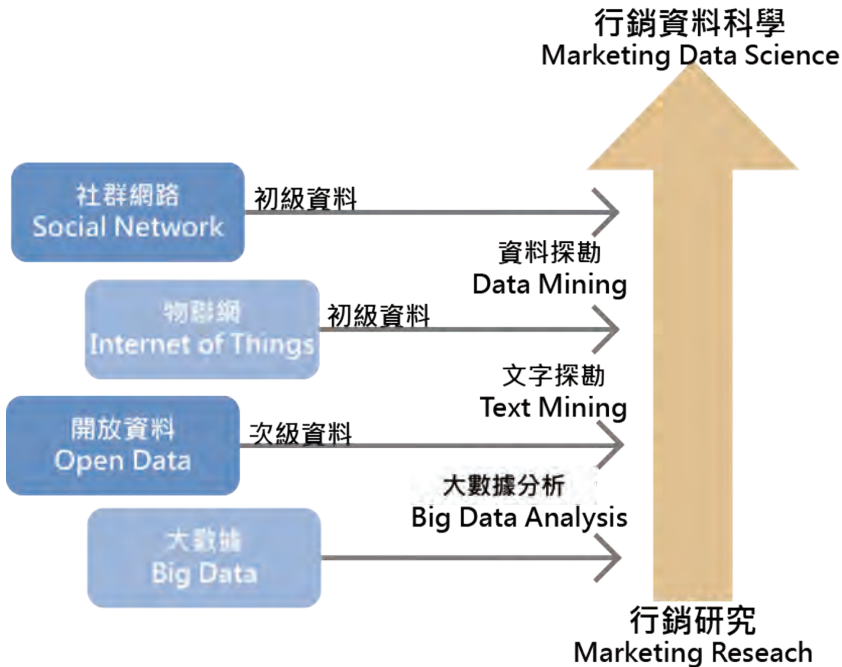 行銷資料科學
Marketing Data Science
社群網路
Social Network
初級資料
資料探勘
Data Mining
物聯網
Internet of Things
初級資料
文字探勘
Text Mining
開放資料
Open Data
次級資料
大數據分析
Big Data Analysis
大數據
Big Data
行銷研究
Marketing Reseach